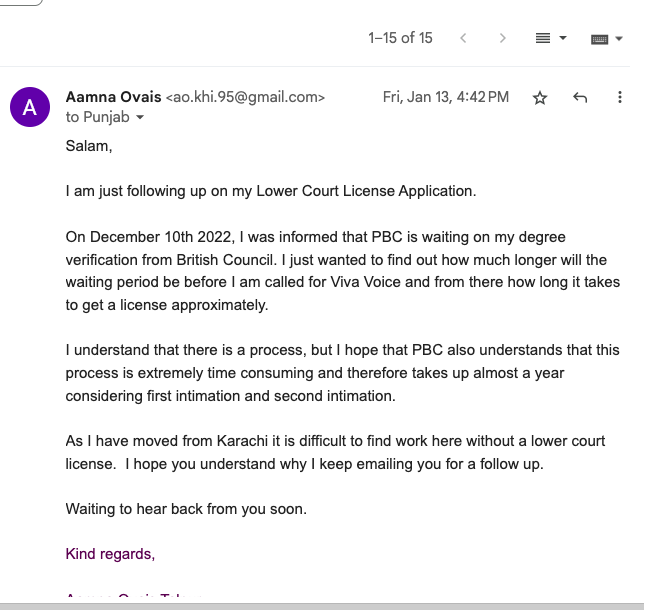 1–15 of 15
A
Aamna Ovais <ao.khi.95@gmail.com> Fri, Jan 13, 4:42 PM
to Punjab
Salam,
I am just following up on my Lower Court License Application.
On December 10th 2022, I was informed that PBC is waiting on my degree
verification from British Council. I just wanted to find out how much longer will the
waiting period be before I am called for Viva Voice and from there how long it takes
to get a license approximately.
I understand that there is a process, but I hope that PBC also understands that this
process is extremely time consuming and therefore takes up almost a year
considering first intimation and second intimation.
As I have moved from Karachi it is difficult to find work here without a lower court
license.  I hope you understand why I keep emailing you for a follow up.
Waiting to hear back from you soon.
Kind regards,
Aamna Ovais